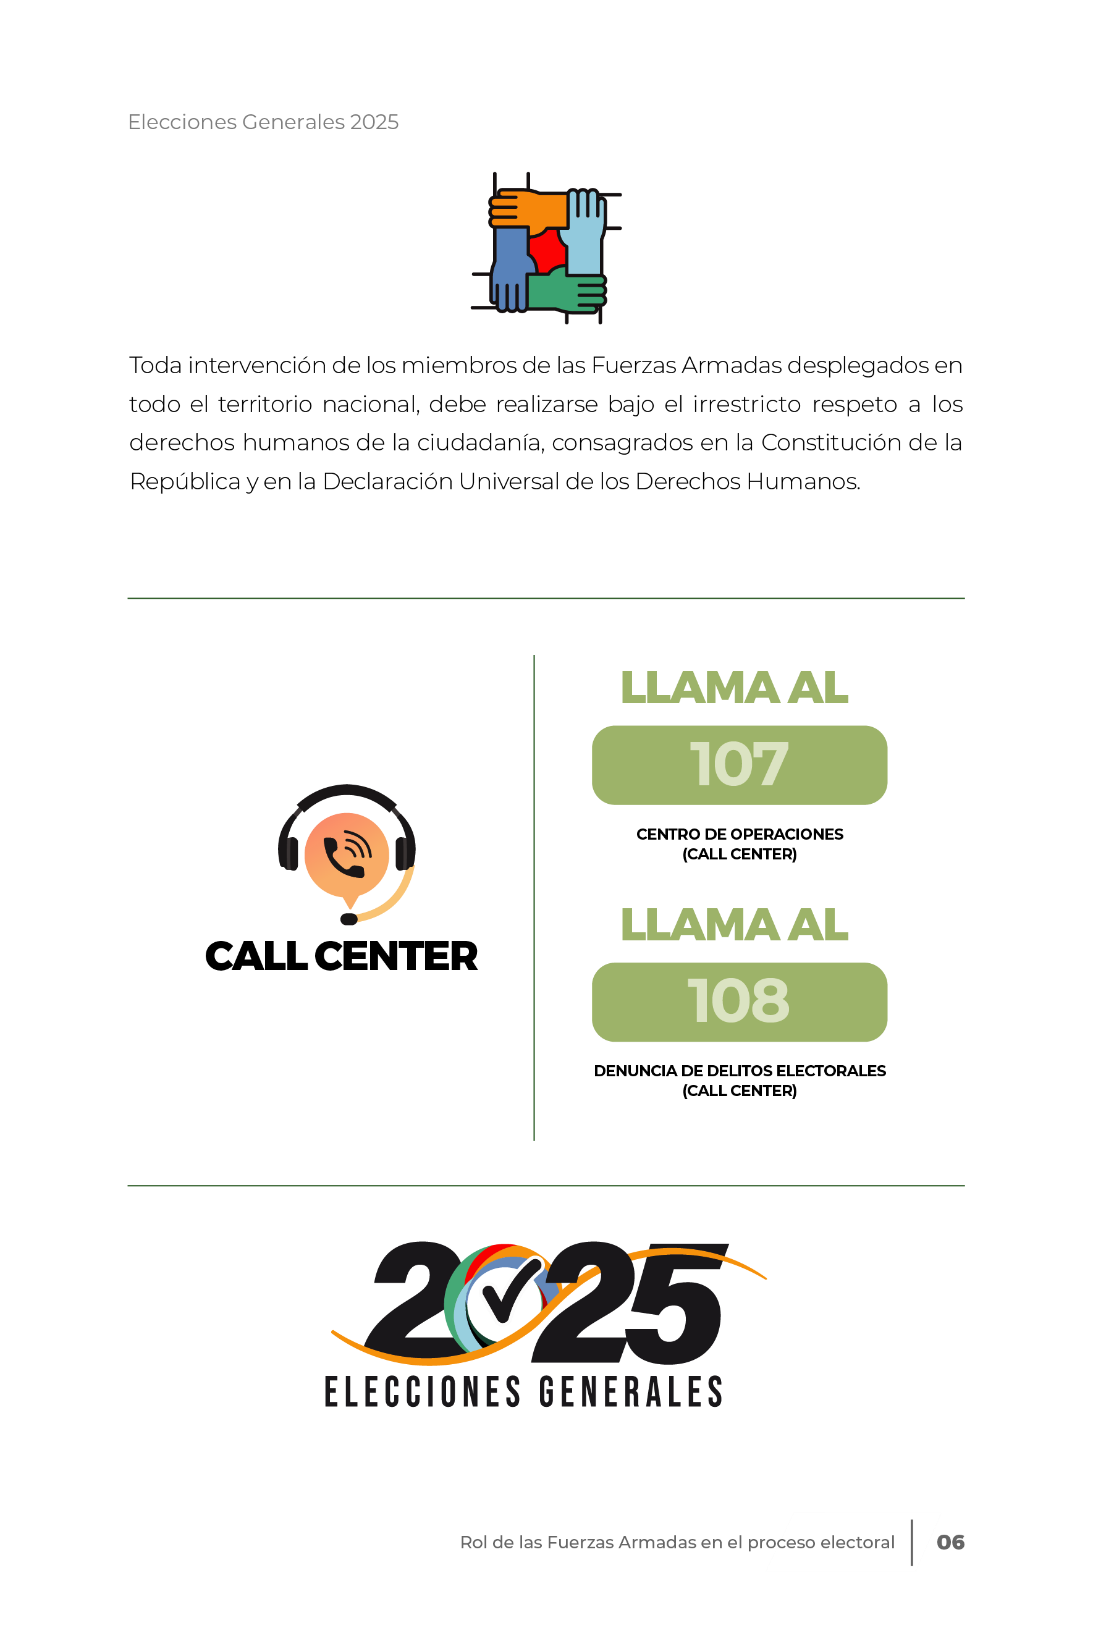 Elecciones Generales 2025
Toda intervención de los miembros de las Fuerzas Armadas desplegados en
todo el territorio nacional, debe realizarse bajo el irrestricto respeto a los
derechos humanos de la ciudadanía, consagrados en la Constitución de la
República y en la Declaración Universal de los Derechos Humanos.
CALL CENTER
LLAMA AL
107
CENTRO DE OPERACIONES
(CALL CENTER)
LLAMA AL
108
DENUNCIA DE DELITOS ELECTORALES
(CALL CENTER)
2025
ELECCIONES GENERALES
Rol de las Fuerzas Armadas en el proceso electoral 06